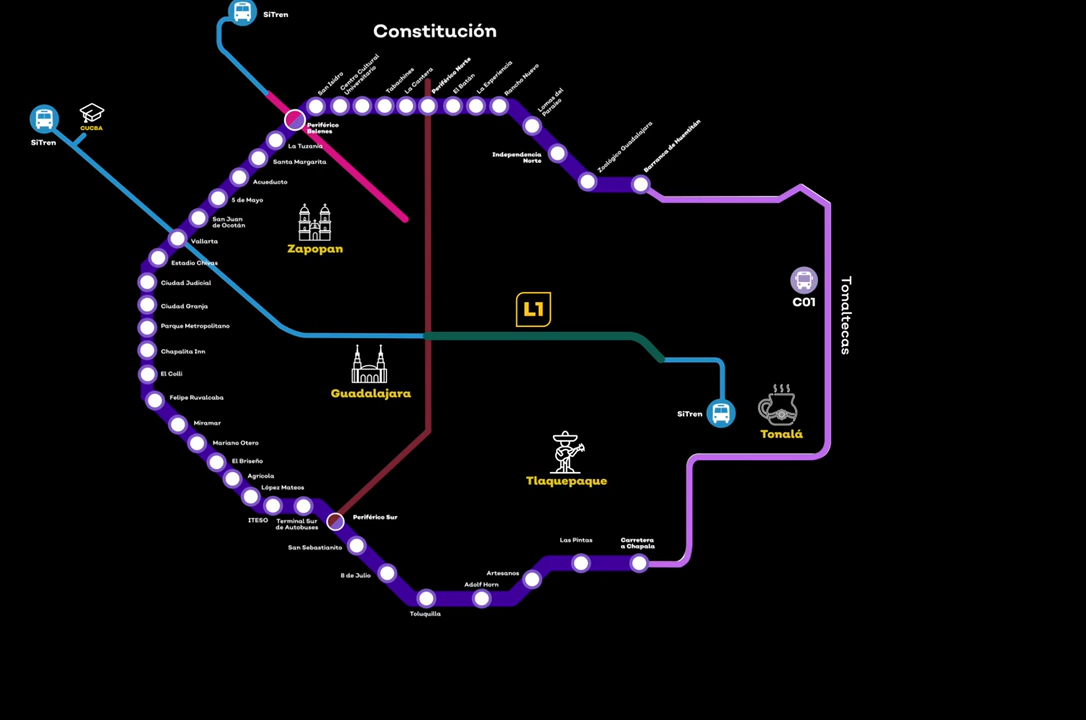 SiTren
Constitución
San Isidro
Centro Cultural
Universitario
Tabachines
La Cantera
Periférico Norte
El Batán
La Experiencia
Rancho Nuevo
Lomas del
Paraíso
Independencia
Norte
Zoológico Guadalajara
Barranca de Huentitán
SiTren
CUCBA
Periférico
Belenes
La Tuzanía
Santa Margarita
Acueducto
5 de Mayo
San Juan
de Ocotán
Vallarta
Estadio Chivas
Ciudad Judicial
Ciudad Granja
Parque Metropolitano
Chapalita Inn
El Colli
Felipe Ruvalcaba
Miramar
Mariano Otero
El Briseño
Agrícola
López Mateos
ITESO
Terminal Sur
de Autobuses
Periférico Sur
San Sebastianito
8 de Julio
Toluquilla
Adolf Horn
Artesanos
Las Pintas
Carretera
a Chapala
Zapopan
L1
Guadalajara
Tlaquepaque
SiTren
Tonalá
C01
Tonaltecas